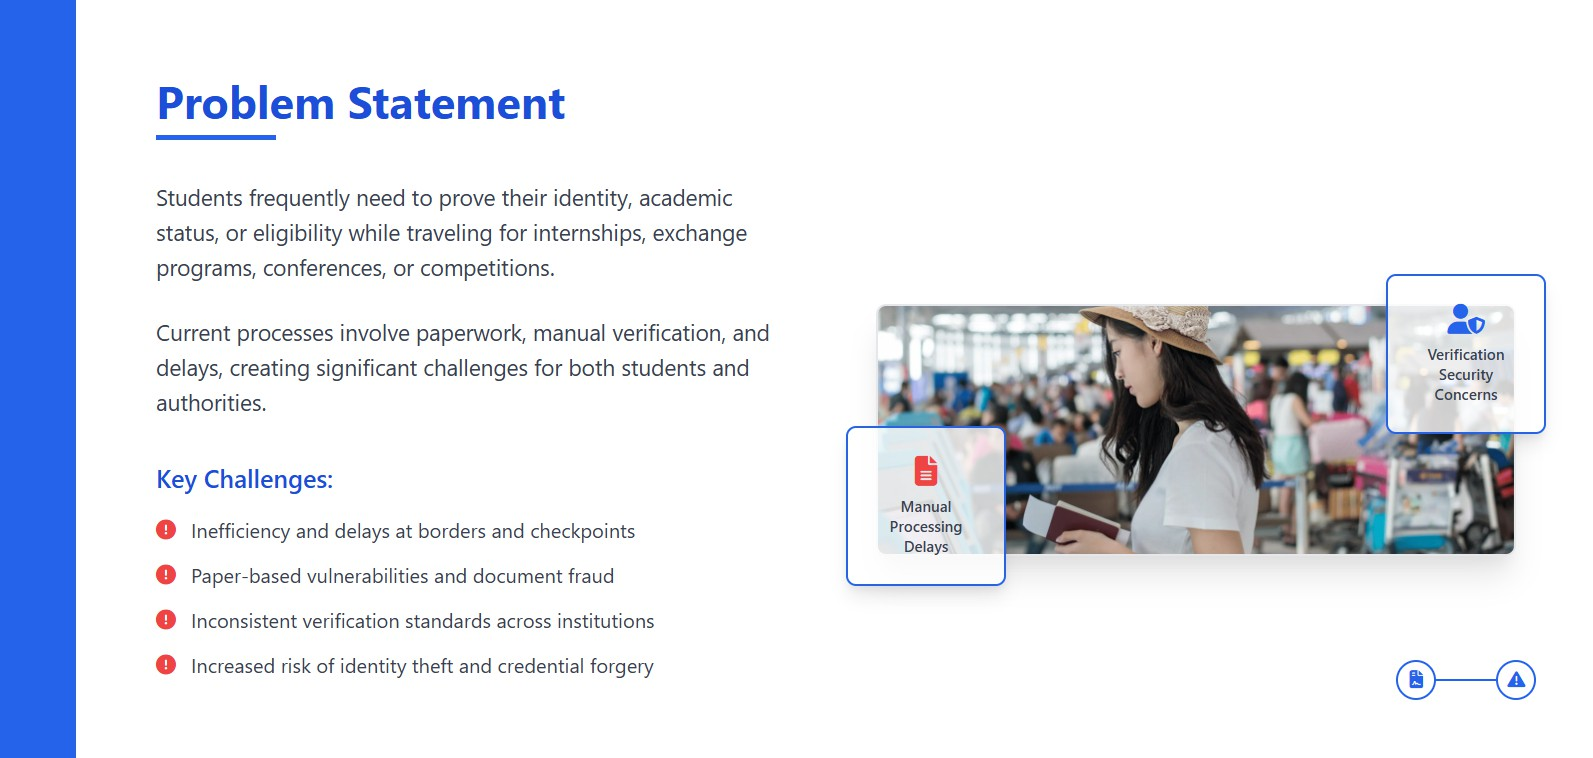 Problem Statement
Students frequently need to prove their identity, academic
status, or eligibility while traveling for internships, exchange
programs, conferences, or competitions.
Current processes involve paperwork, manual verification, and
delays, creating significant challenges for both students and
authorities.
Key Challenges:
Inefficiency and delays at borders and checkpoints
Paper-based vulnerabilities and document fraud
Inconsistent verification standards across institutions
Increased risk of identity theft and credential forgery
Verification
Security
Concerns
Manual
Processing
Delays